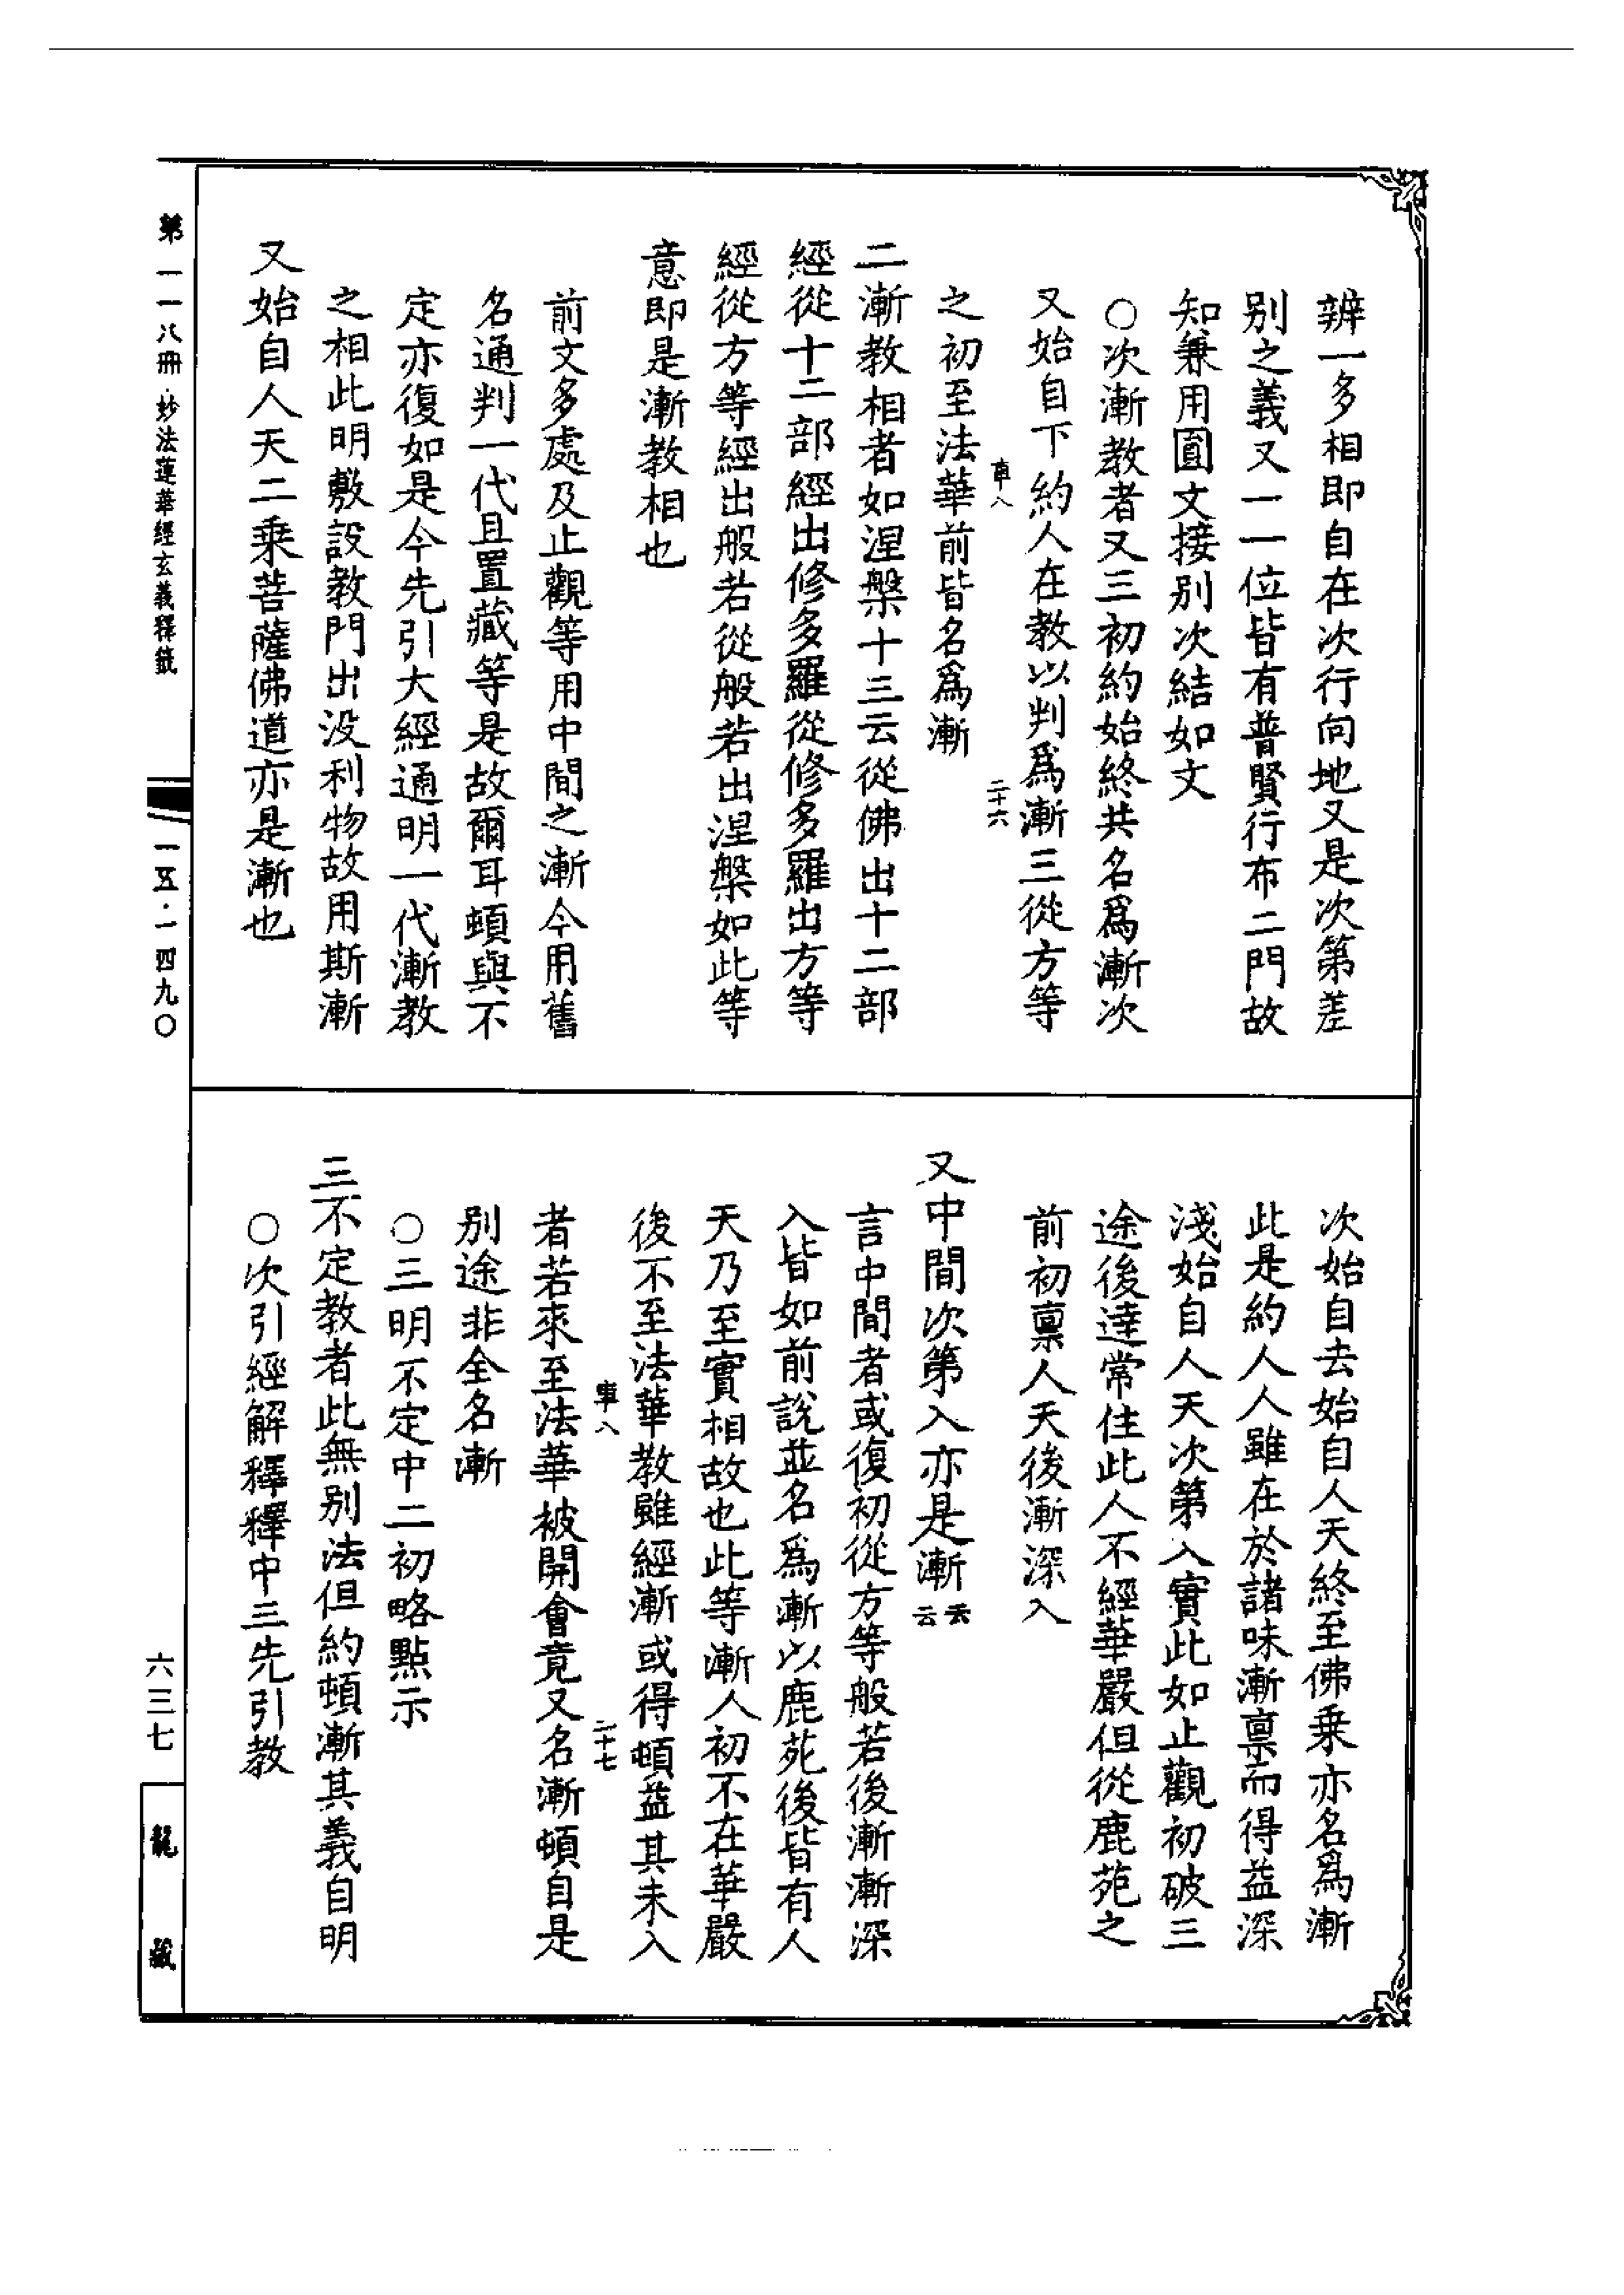 辨一多相即自在次行向地又是次第差
別之義又一一位皆有普賢行布二門故
知兼用圓文接別次結如文
○次漸教者又三初約始終共名爲漸次
又始自下約人在教以判爲漸三從方等
車八
二十六
之初至法華前皆名爲漸
二漸教相者如涅槃十三云從佛出十二部
經從十二部經出修多羅從修多羅出方等
經從方等經出般若從般若出涅槃如此等
意即是漸教相也
前文多處及止觀等用中間之漸今用舊
名通判一代且置藏等是故爾耳頓與不
定亦復如是今先引大經通明一代漸教
之相此明敷設教門出没利物故用斯漸
又始自人天二乘菩薩佛道亦是漸也
次始自去始自人天終至佛乘亦名爲漸
此是約人人雖在於諸味漸禀而得益深
淺始自人天次第入實此如止觀初破三
途後達常住此人不經華嚴但從鹿苑之
前初禀人天後漸深入
又中間次第入亦是漸云云
言中間者或復初從方等般若後漸漸深
入皆如前說並名爲漸以鹿苑後皆有人
天乃至實相故也此等漸人初不在華嚴
後不至法華教雖經漸或得頓益其未入
車八
二十七
者若來至法華被開會竟又名漸頓自是
別途非全名漸
○三明不定中二初略點示
三不定教者此無別法但約頓漸其義自明
○次引經解釋釋中三先引教
第一一八冊·妙法蓮華經玄義釋籤
一五·一四九〇
六三七
龍藏